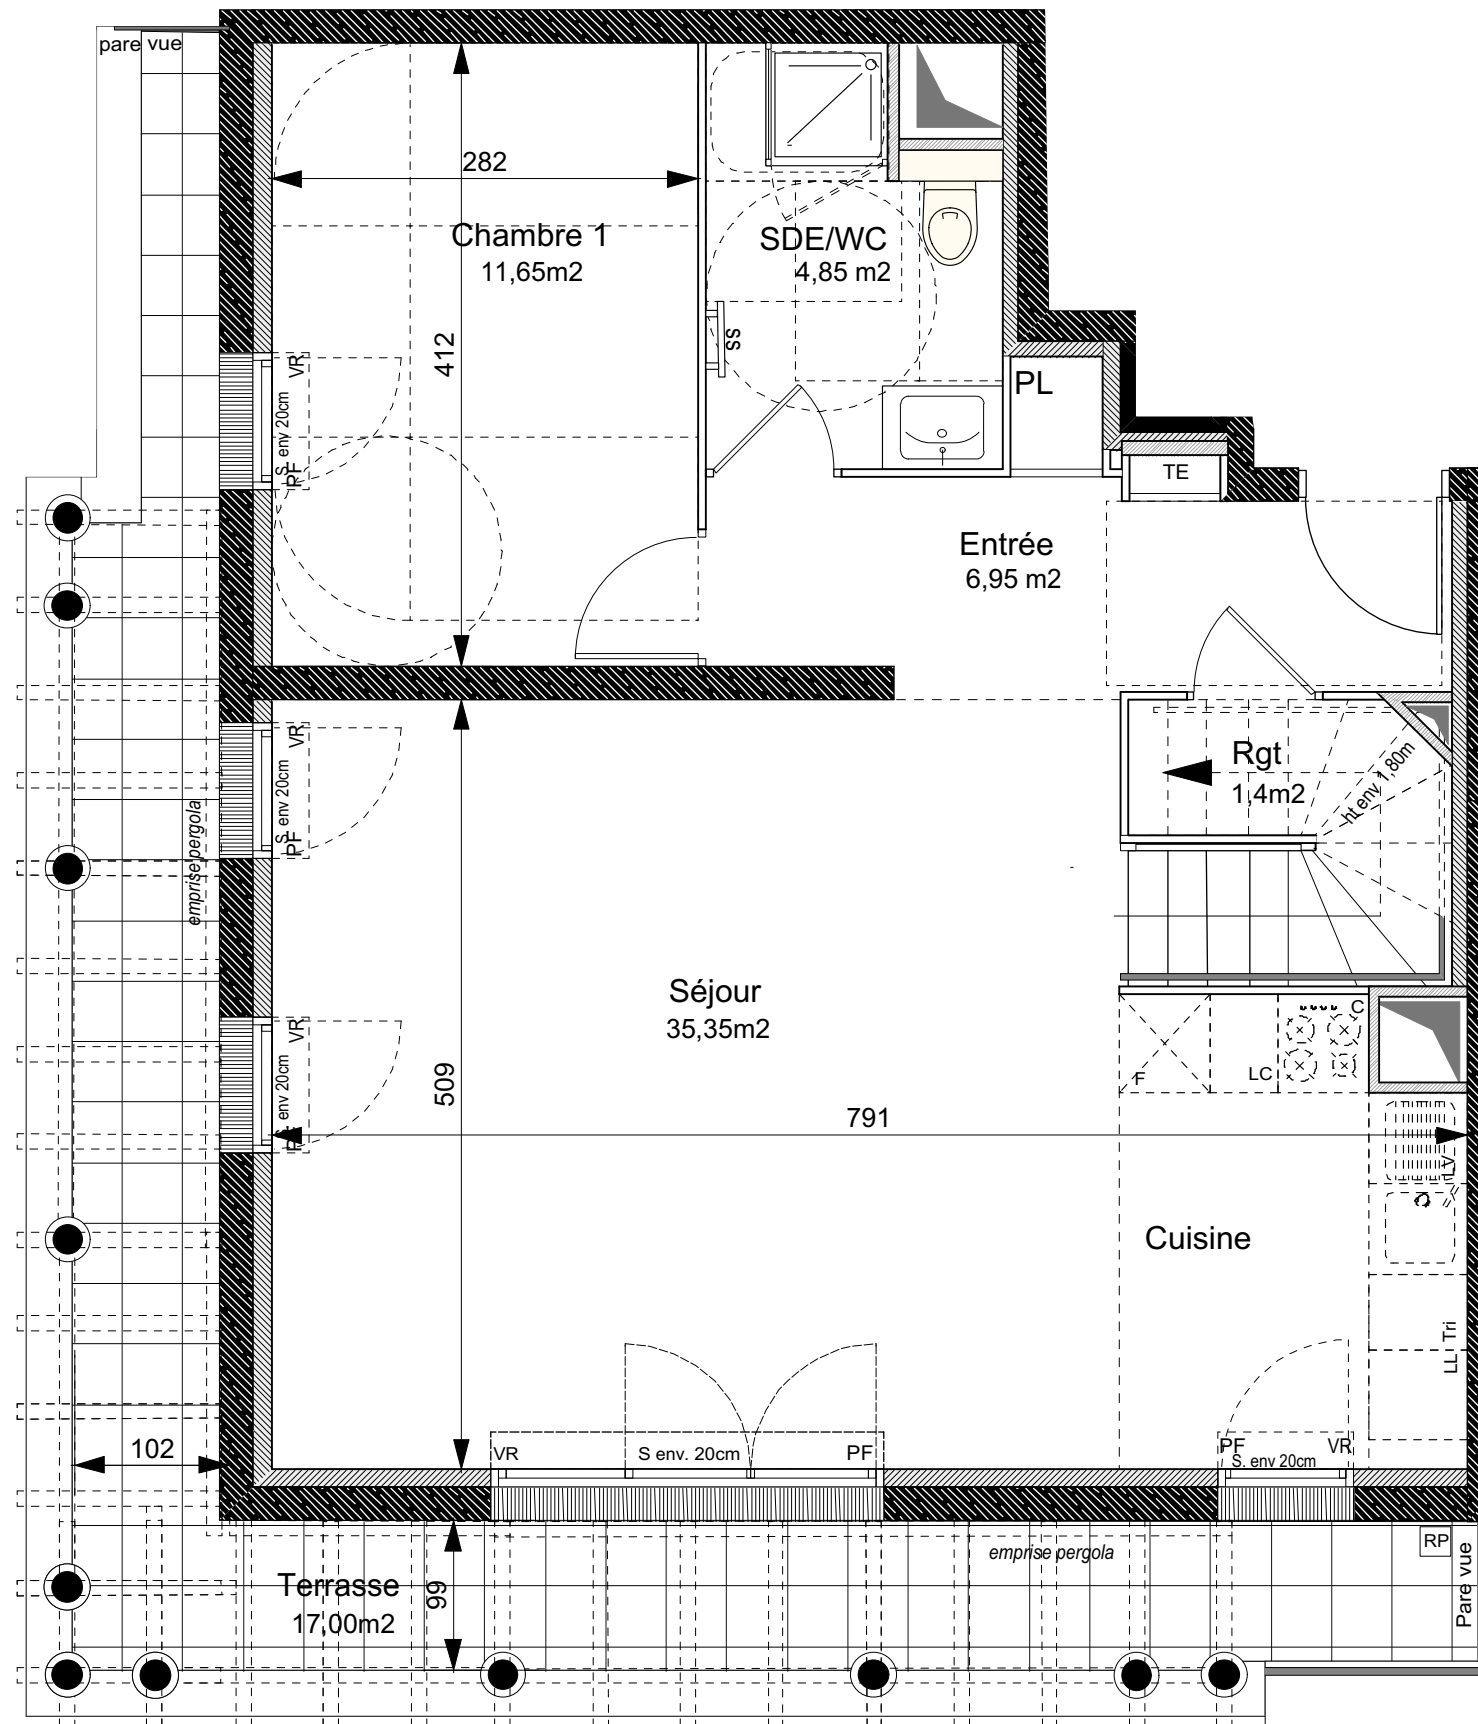 pare vue
282
Chambre 1
11,65m2
412
SDE/WC
4,85 m2
SS
PL
TE
VR
S. env 20cm
PF
Entrée
6,95 m2
VR
S. env 20cm
PF
emprise pergola
Rgt
1,4m2
ht env 1,80m
Séjour
35,35m2
VR
S. env 20cm
PF
509
791
F
LC
C
LV
Cuisine
Tri
LL
102
VR
S env. 20cm
PF
PF
VR
S. env 20cm
emprise pergola
RP
Pare vue
Terrasse
17,00m2
99